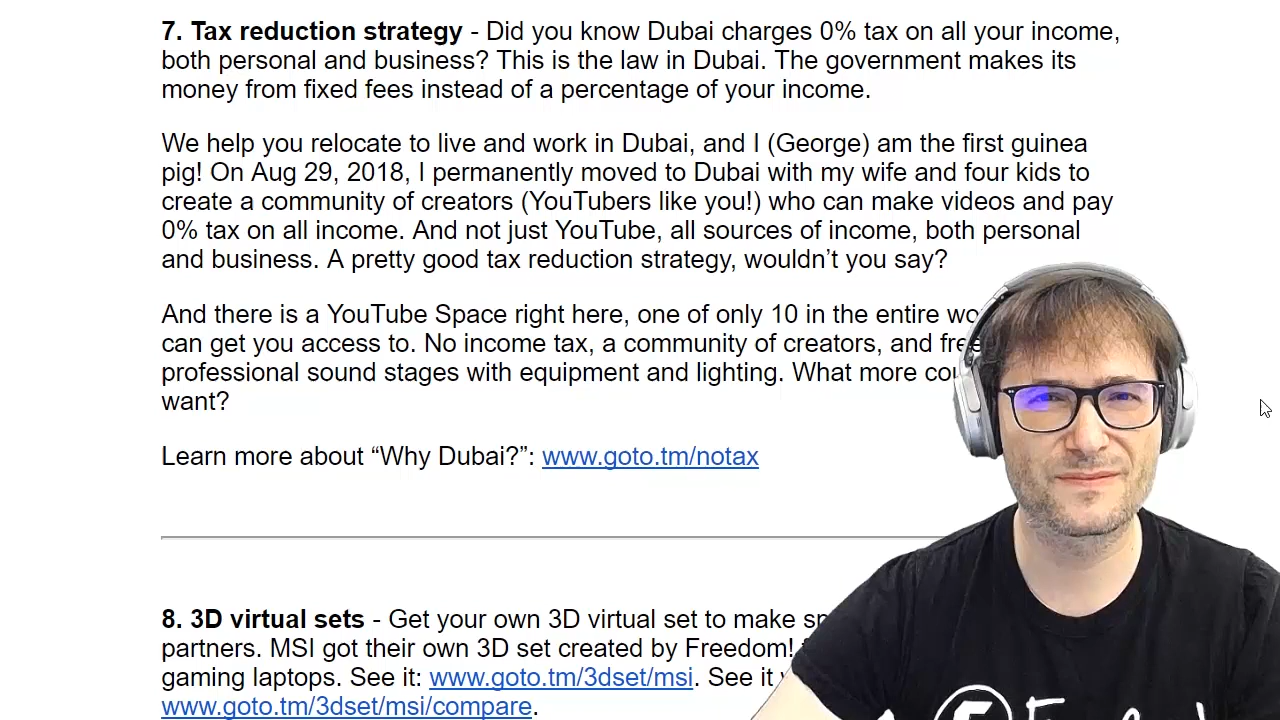 7. Tax reduction strategy - Did you know Dubai charges 0% tax on all your income,
both personal and business? This is the law in Dubai. The government makes its
money from fixed fees instead of a percentage of your income.
We help you relocate to live and work in Dubai, and I (George) am the first guinea
pig! On Aug 29, 2018, I permanently moved to Dubai with my wife and four kids to
create a community of creators (YouTubers like you!) who can make videos and pay
0% tax on all income. And not just YouTube, all sources of income, both personal
and business. A pretty good tax reduction strategy, wouldn’t you say?
And there is a YouTube Space right here, one of only 10 in the entire
can get you access to. No income tax, a community of creators, and
professional sound stages with equipment and lighting. What more
want?
Learn more about “Why Dubai?”: www.goto.tm/notax
8. 3D virtual sets - Get your own 3D virtual set to make
partners. MSI got their own 3D set created by Freedom!
gaming laptops. See it: www.goto.tm/3dset/msi. See it
www.goto.tm/3dset/msi/compare.